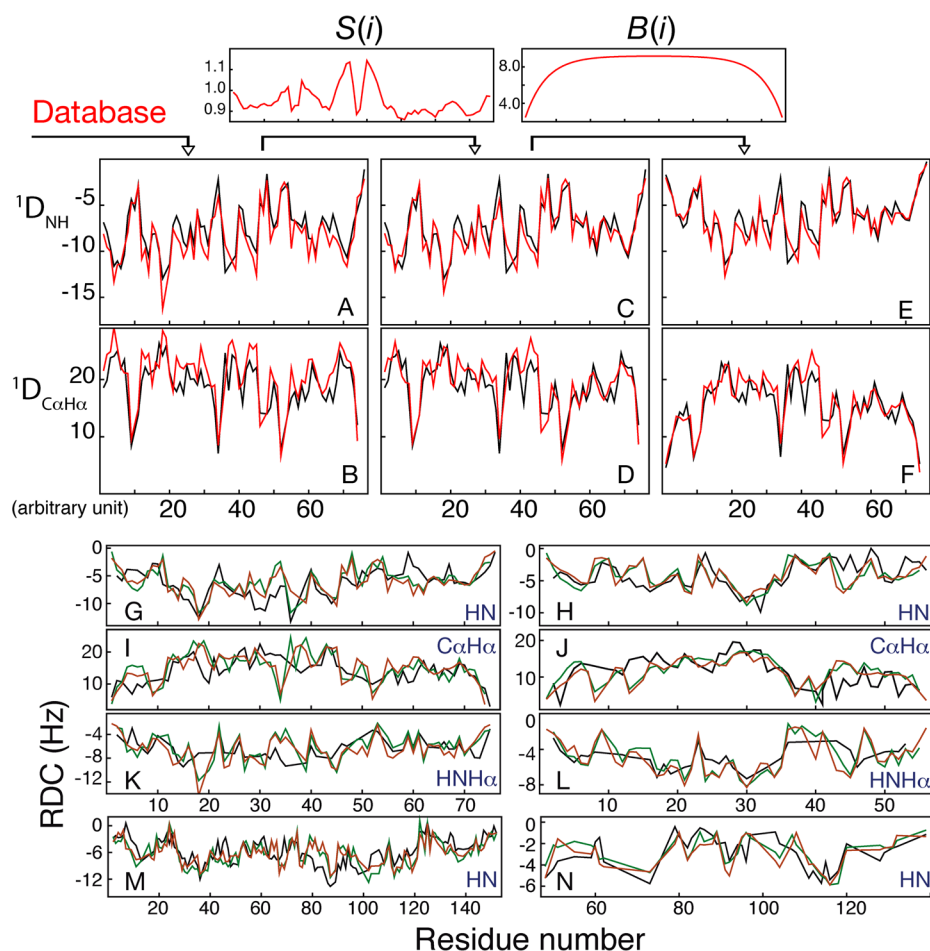 S(i) B(i)
1.1
1.0
0.9
8.0
4.0
Database
¹D_NH
-5
-10
-15
A C E
¹D_CαHα
20
10
B D F
(arbitrary unit) 20 40 60 20 40 60 20 40 60
0
-5
-10
G HN
0
-5
-10
H HN
I CαHα
20
10
J CαHα
20
10
0
RDC (Hz)
-4
-8
-12
K HNHα
0
-4
-8
L HNHα
10 20 30 40 50 60 70
10 20 30 40 50
0
-6
-12
M HN
0
-2
-4
-6
N HN
20 40 60 80 100 120 140
60 80 100 120
Residue number